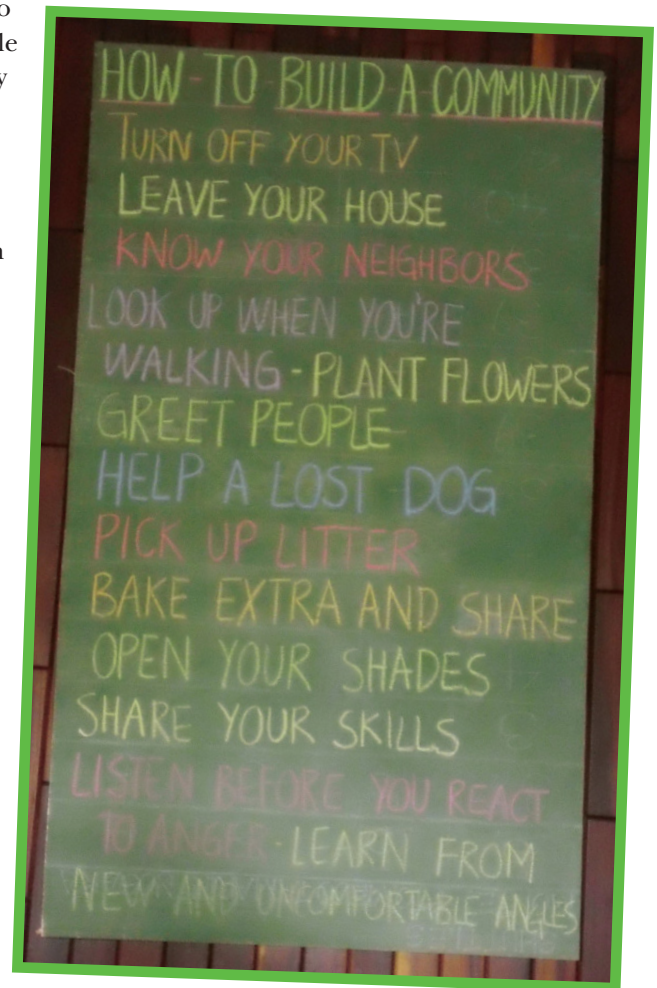 HOW-TO BUILD A COMMUNITY
TURN OFF YOUR TV
LEAVE YOUR HOUSE
KNOW YOUR NEIGHBORS
LOOK UP WHEN YOU'RE
WALKING - PLANT FLOWERS
GREET PEOPLE
HELP A LOST DOG
PICK UP LITTER
BAKE EXTRA AND SHARE
OPEN YOUR SHADES
SHARE YOUR SKILLS
LISTEN BEFORE YOU REACT
TO ANGER - LEARN FROM
NEW AND UNCOMFORTABLE ANGLES